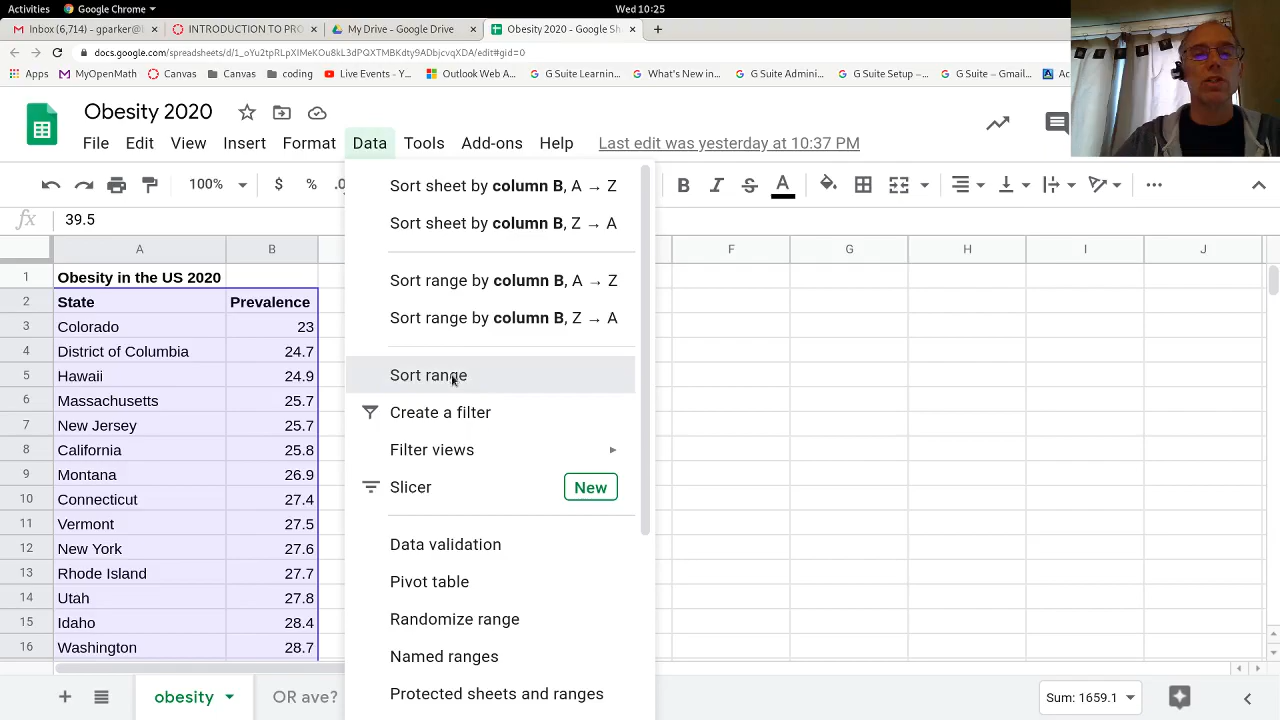 Activities Google Chrome Wed 10:25
Inbox (6,714) - gparker@ × INTRODUCTION TO PRO × My Drive - Google Drive × Obesity 2020 - Google Sh × +
docs.google.com/spreadsheets/d/1_oYu2tpRLpXIMeKOu8kL3dPQXTMBKdty9ADbjcvqXDA/edit#gid=0
Apps MyOpenMath Canvas Canvas coding Live Events - Y... Outlook Web A... G Suite Learnin... What's New in... G Suite Admini... G Suite Setup –... G Suite – Gmail...
Obesity 2020
File Edit View Insert Format Data Tools Add-ons Help Last edit was yesterday at 10:37 PM
100% $ % .0 B I S A
fx 39.5
A B F G H I J
1 Obesity in the US 2020
2 State Prevalence
3 Colorado 23
4 District of Columbia 24.7
5 Hawaii 24.9
6 Massachusetts 25.7
7 New Jersey 25.7
8 California 25.8
9 Montana 26.9
10 Connecticut 27.4
11 Vermont 27.5
12 New York 27.6
13 Rhode Island 27.7
14 Utah 27.8
15 Idaho 28.4
16 Washington 28.7
Sort sheet by column B, A → Z
Sort sheet by column B, Z → A
Sort range by column B, A → Z
Sort range by column B, Z → A
Sort range
Create a filter
Filter views
Slicer New
Data validation
Pivot table
Randomize range
Named ranges
Protected sheets and ranges
+ obesity OR ave? Sum: 1659.1